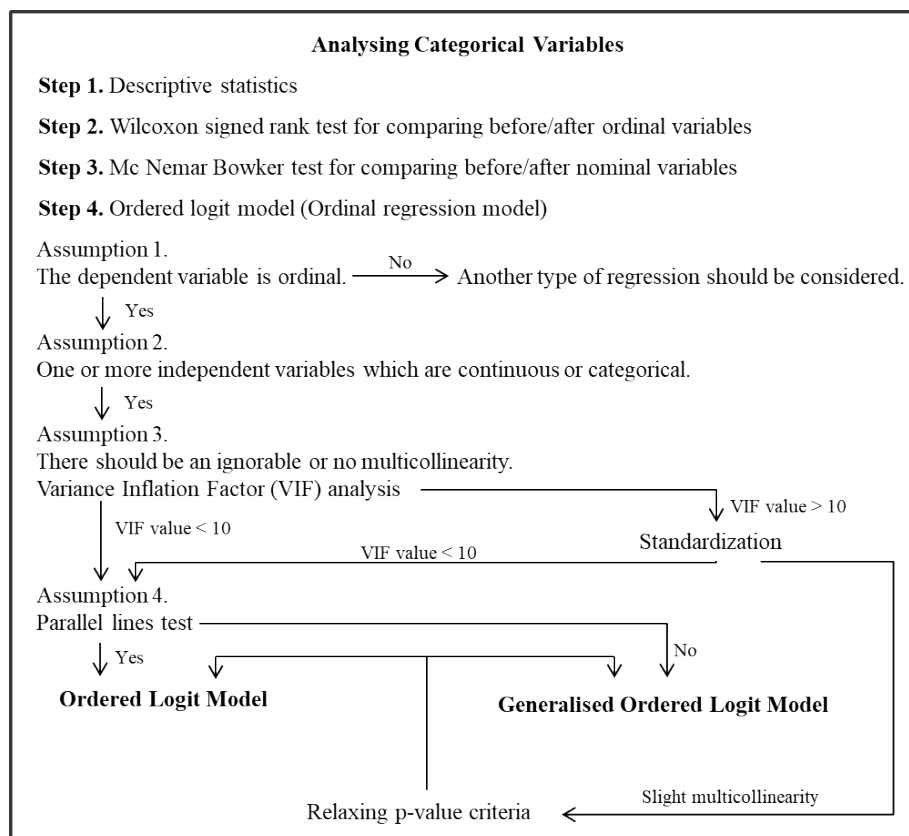 Analysing Categorical Variables
Step 1. Descriptive statistics
Step 2. Wilcoxon signed rank test for comparing before/after ordinal variables
Step 3. Mc Nemar Bowker test for comparing before/after nominal variables
Step 4. Ordered logit model (Ordinal regression model)
Assumption 1.
The dependent variable is ordinal.
No
Another type of regression should be considered.
Yes
Assumption 2.
One or more independent variables which are continuous or categorical.
Yes
Assumption 3.
There should be an ignorable or no multicollinearity.
Variance Inflation Factor (VIF) analysis
VIF value > 10
VIF value < 10
Standardization
VIF value < 10
Assumption 4.
Parallel lines test
Yes
No
Ordered Logit Model
Generalised Ordered Logit Model
Slight multicollinearity
Relaxing p-value criteria